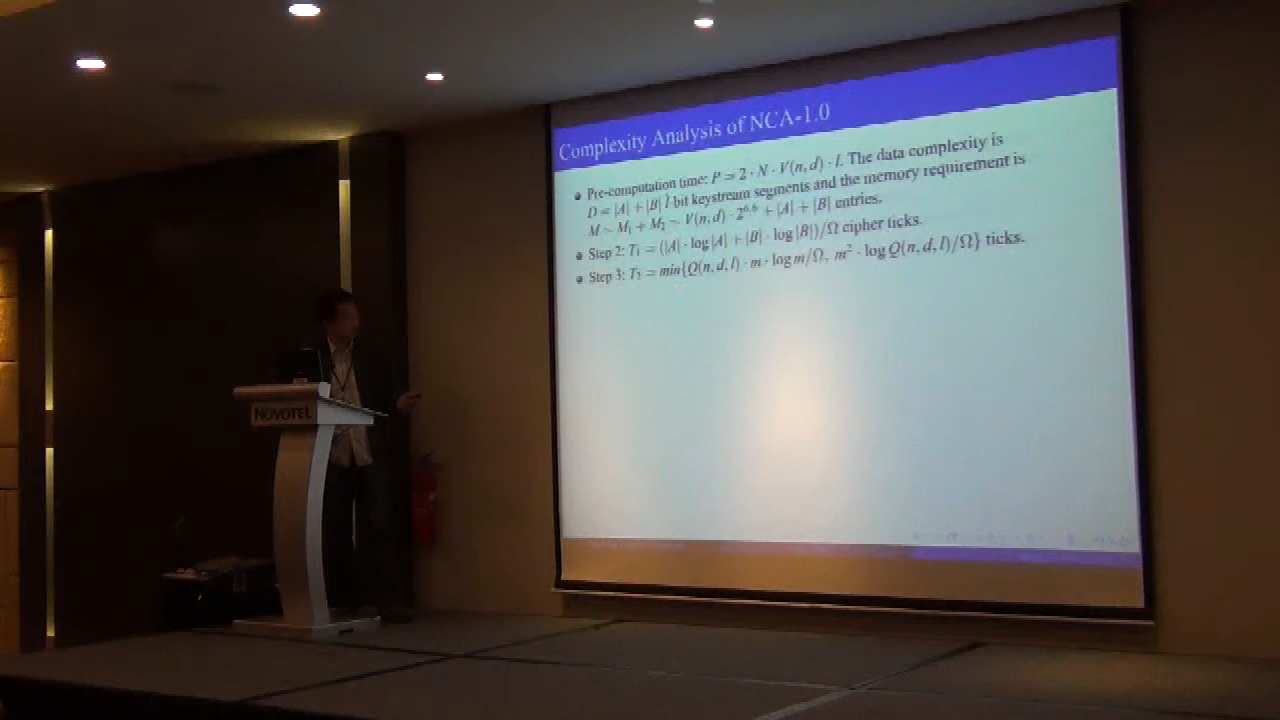 Complexity Analysis of NCA-1.0
Pre-computation time: P = 2 · N · V(n, d) · l. The data complexity is
D = |A| + |B| l-bit keystream segments and the memory requirement is
M ~ M₁ + M₂ ~ V(n, d) · 2^6.6 + |A| + |B| entries.
Step 2: T₁ = (|A| · log |A| + |B| · log |B|)/Ω cipher ticks.
Step 3: T₂ = min{Q(n, d, l) · m · log m/Ω, m² · log Q(n, d, l)/Ω} ticks.
NOVOTEL